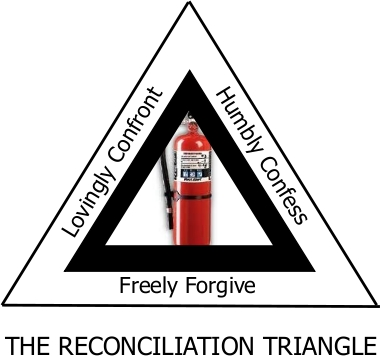 Lovingly Confront
Humbly Confess
Freely Forgive
THE RECONCILIATION TRIANGLE